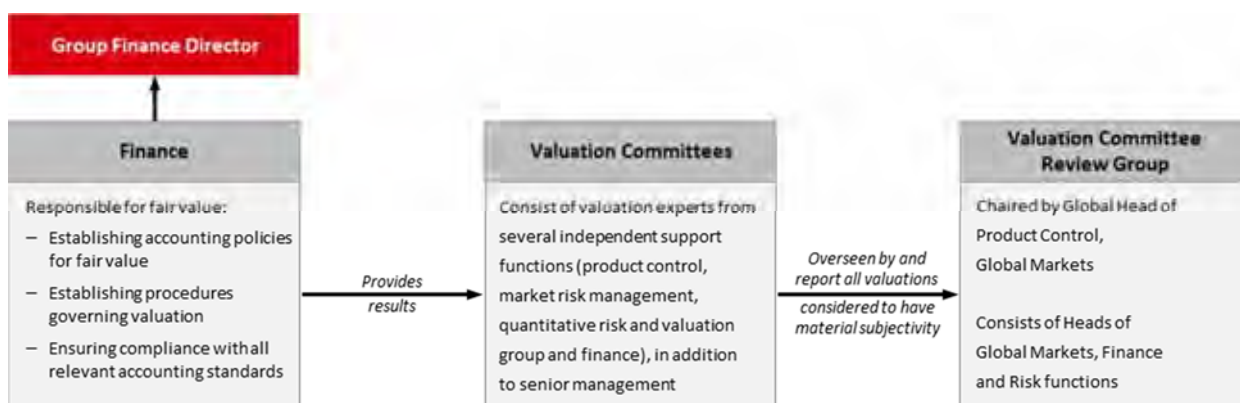 Group Finance Director
Finance
Responsible for fair value:
– Establishing accounting policies
for fair value
– Establishing procedures
governing valuation
– Ensuring compliance with all
relevant accounting standards
Provides
results
Valuation Committees
Consist of valuation experts from
several independent support
functions (product control,
market risk management,
quantitative risk and valuation
group and finance), in addition
to senior management
Overseen by and
report all valuations
considered to have
material subjectivity
Valuation Committee
Review Group
Chaired by Global Head of
Product Control,
Global Markets
Consists of Heads of
Global Markets, Finance
and Risk functions